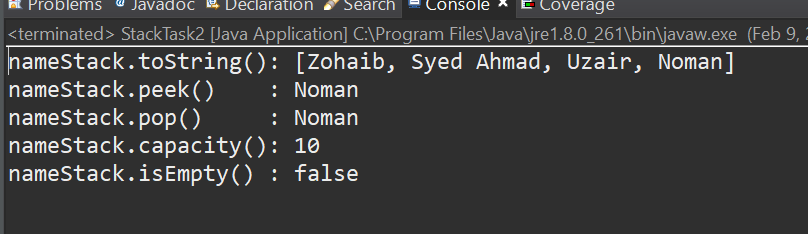 Problems @ Javadoc Declaration Search Console × Coverage
<terminated> StackTask2 [Java Application] C:\Program Files\Java\jre1.8.0_261\bin\javaw.exe (Feb 9, 2
nameStack.toString(): [Zohaib, Syed Ahmad, Uzair, Noman]
nameStack.peek()    : Noman
nameStack.pop()     : Noman
nameStack.capacity(): 10
nameStack.isEmpty() : false